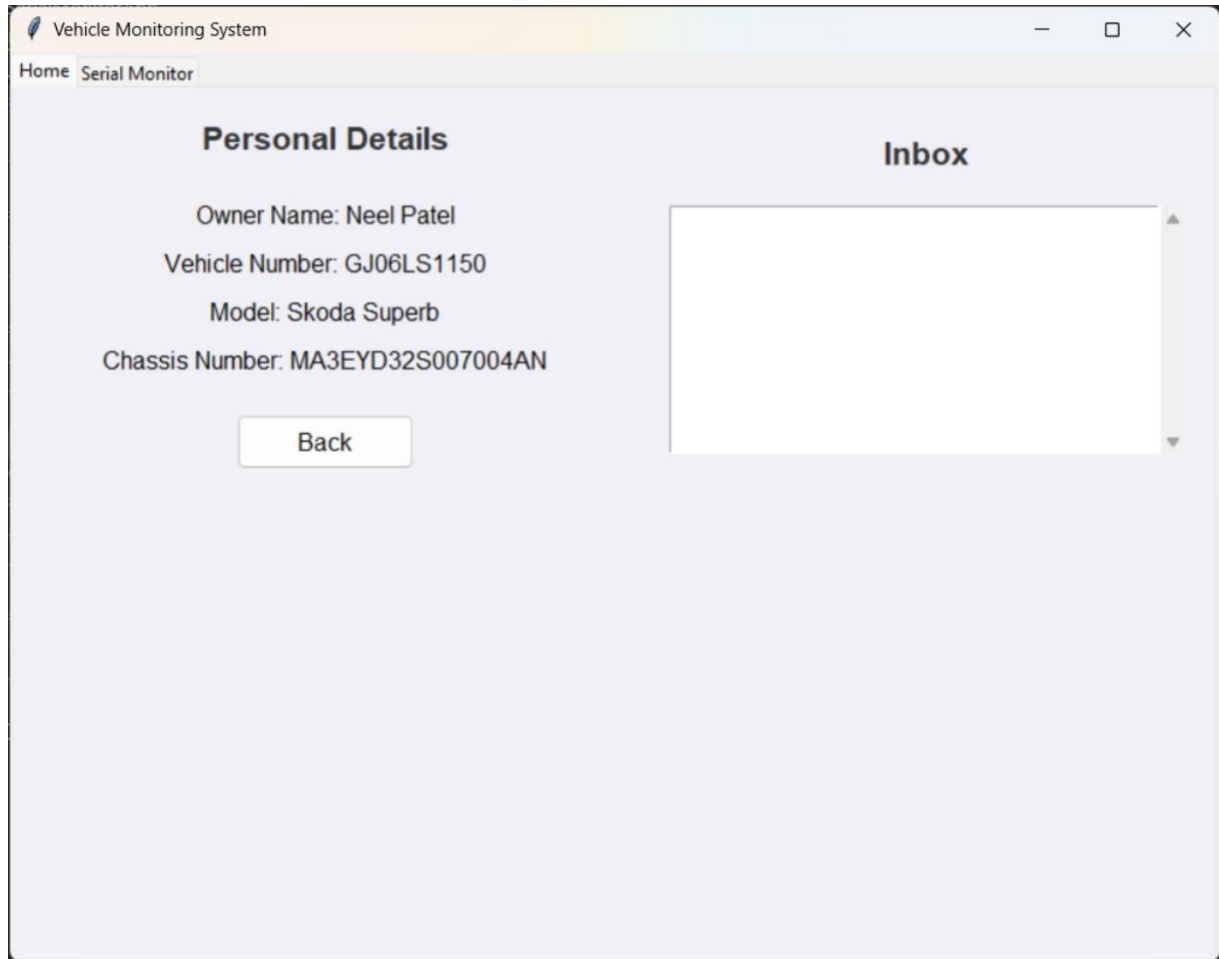 Vehicle Monitoring System
Home Serial Monitor
Personal Details
Owner Name: Neel Patel
Vehicle Number: GJ06LS1150
Model: Skoda Superb
Chassis Number: MA3EYD32S007004AN
Back
Inbox